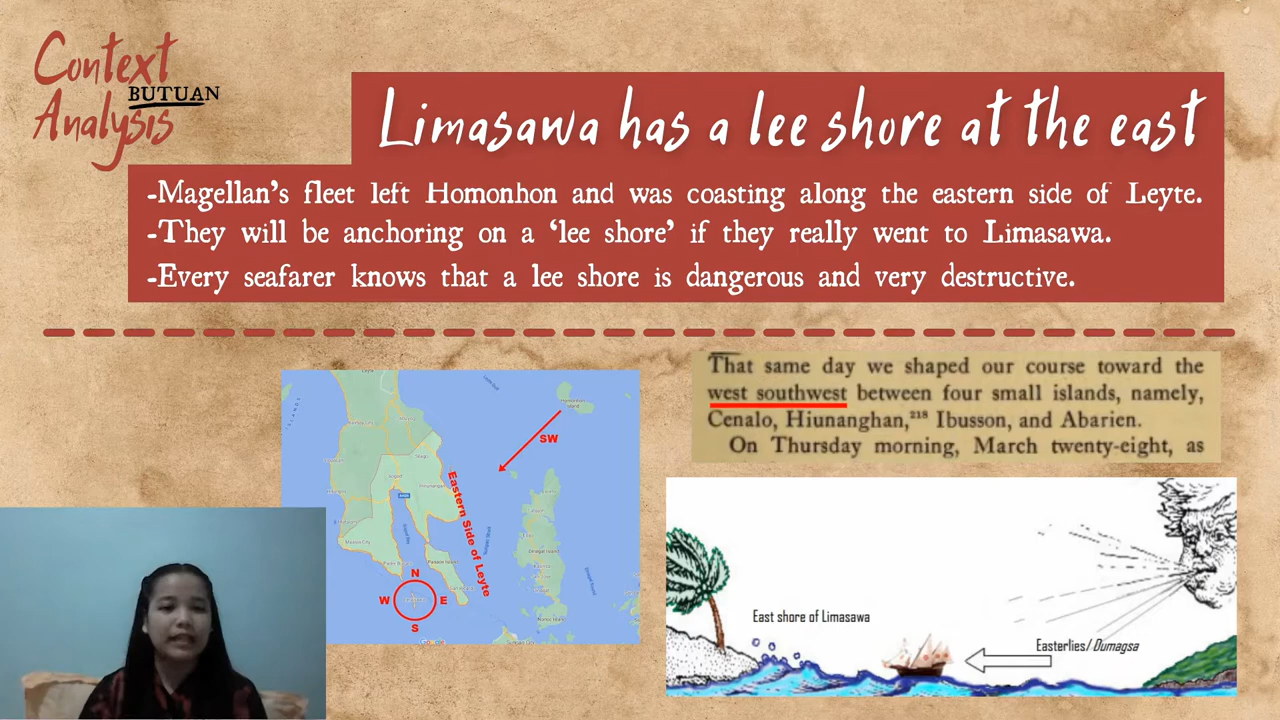 Context
BUTUAN
Analysis
Limasawa has a lee shore at the east
-Magellan's fleet left Homonhon and was coasting along the eastern side of Leyte.
-They will be anchoring on a 'lee shore' if they really went to Limasawa.
-Every seafarer knows that a lee shore is dangerous and very destructive.
That same day we shaped our course toward the
west southwest between four small islands, namely,
Cenalo, Hiunanghan,²¹⁸ Ibusson, and Abarien.
On Thursday morning, March twenty-eight, as
SW
Eastern Side of Leyte
N
W E
S
Google
East shore of Limasawa
Easterlies/Dumagsa